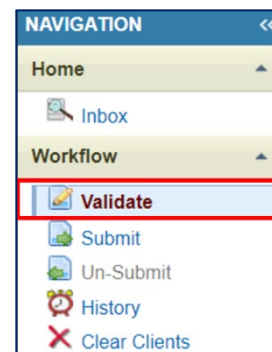 NAVIGATION «
Home
Inbox
Workflow
Validate
Submit
Un-Submit
History
Clear Clients